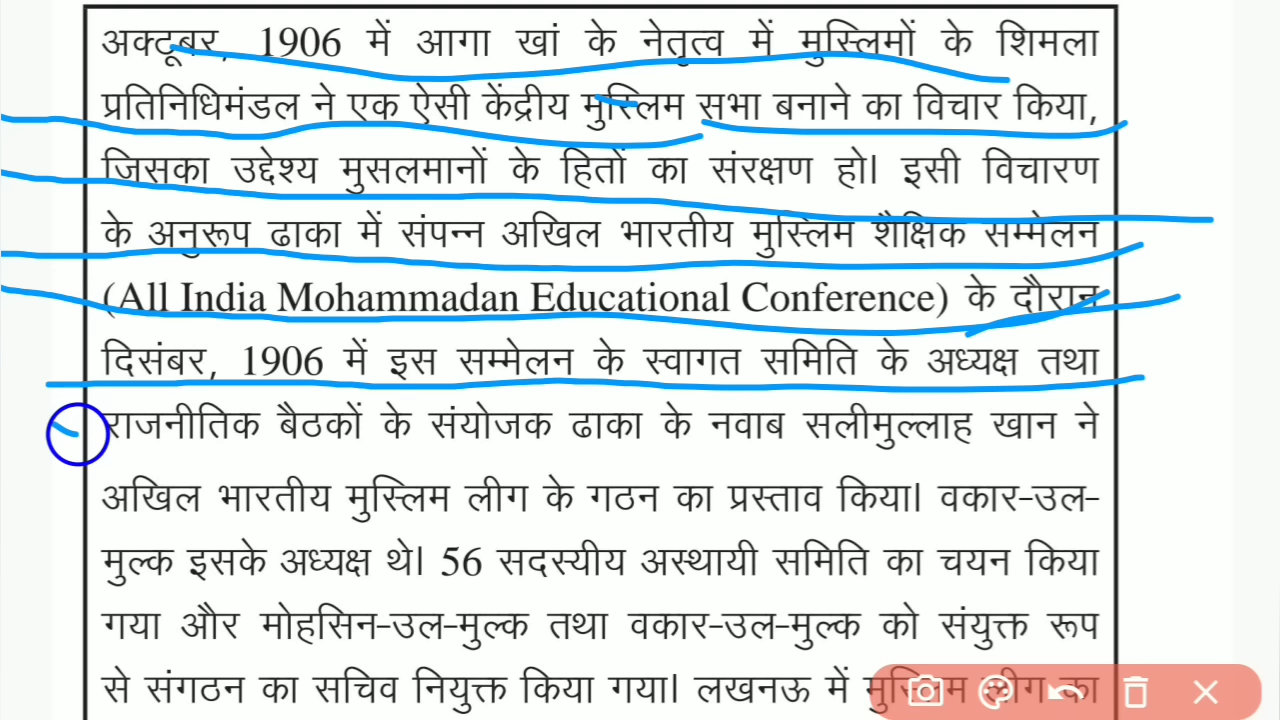 अक्टूबर, 1906 में आगा खां के नेतृत्व में मुस्लिमों के शिमला
प्रतिनिधिमंडल ने एक ऐसी केंद्रीय मुस्लिम सभा बनाने का विचार किया,
जिसका उद्देश्य मुसलमानों के हितों का संरक्षण हो। इसी विचारण
के अनुरूप ढाका में संपन्न अखिल भारतीय मुस्लिम शैक्षिक सम्मेलन
(All India Mohammadan Educational Conference) के दौरान
दिसंबर, 1906 में इस सम्मेलन के स्वागत समिति के अध्यक्ष तथा
राजनीतिक बैठकों के संयोजक ढाका के नवाब सलीमुल्लाह खान ने
अखिल भारतीय मुस्लिम लीग के गठन का प्रस्ताव किया। वकार-उल-
मुल्क इसके अध्यक्ष थे। 56 सदस्यीय अस्थायी समिति का चयन किया
गया और मोहसिन-उल-मुल्क तथा वकार-उल-मुल्क को संयुक्त रूप
से संगठन का सचिव नियुक्त किया गया। लखनऊ में मुस्लिम लीग का